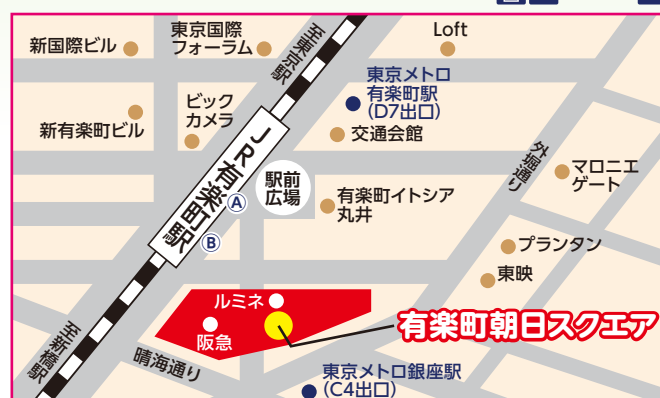 新国際ビル
東京国際
フォーラム
至東京駅
Loft
東京メトロ
有楽町駅
(D7出口)
新有楽町ビル
ビック
カメラ
交通会館
JR有楽町駅
A
B
駅前
広場
有楽町イトシア
丸井
外堀通り
マロニエ
ゲート
プランタン
東映
ルミネ
阪急
有楽町朝日スクエア
至新橋駅
晴海通り
東京メトロ銀座駅
(C4出口)